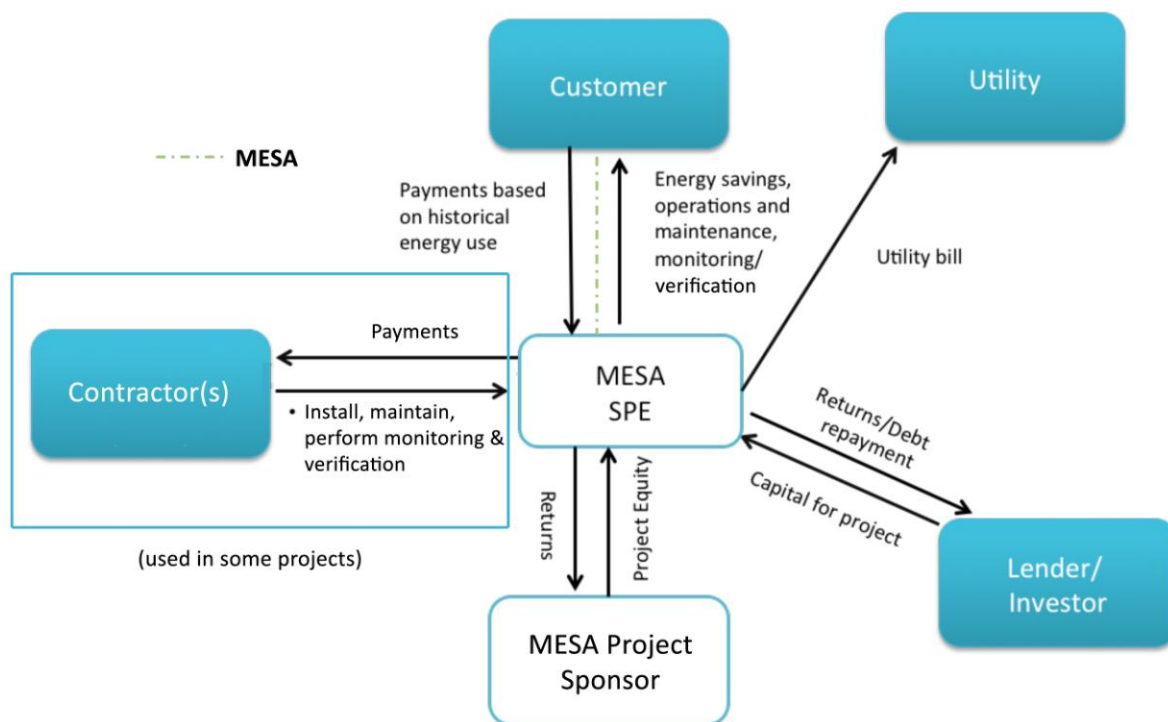 Customer
Utility
MESA
Payments based
on historical
energy use
Energy savings,
operations and
maintenance,
monitoring/
verification
Utility bill
Contractor(s)
Payments
• Install, maintain,
perform monitoring &
verification
MESA
SPE
Returns/Debt
repayment
Capital for project
(used in some projects)
Returns
Project Equity
Lender/
Investor
MESA Project
Sponsor